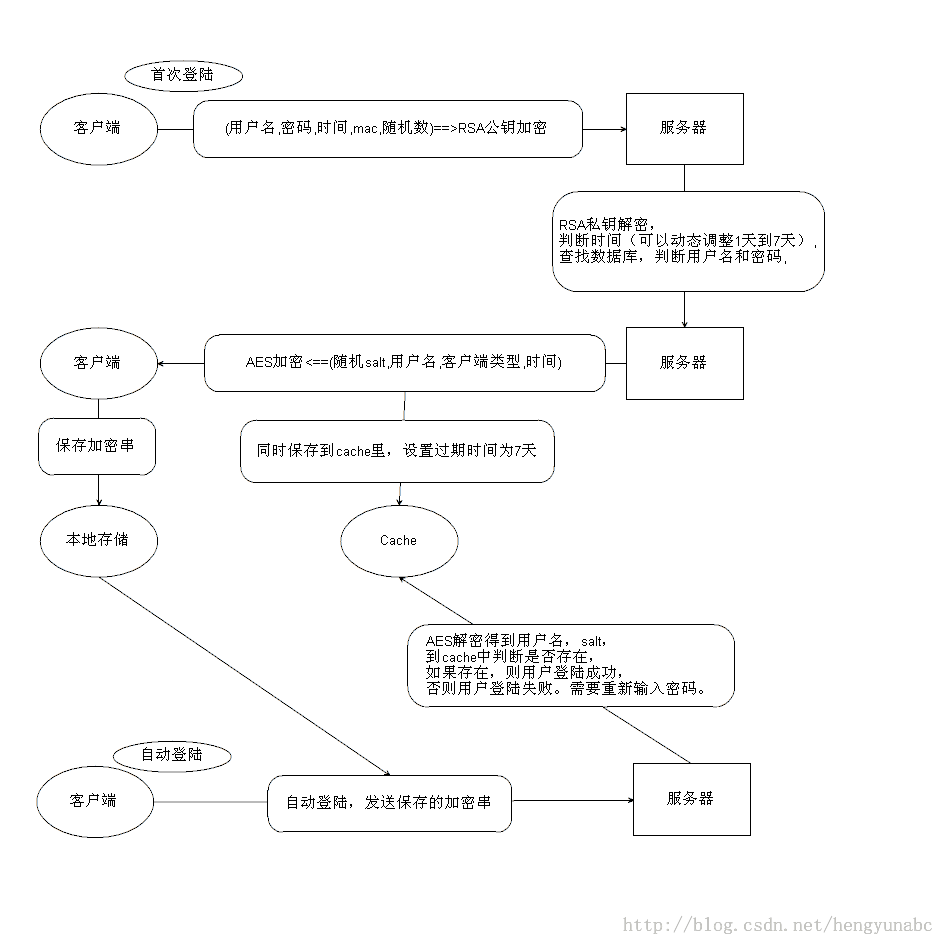 首次登陆
客户端
(用户名,密码,时间,mac,随机数)==>RSA公钥加密
服务器
RSA私钥解密，
判断时间（可以动态调整1天到7天），
查找数据库，判断用户名和密码，
客户端
AES加密<==(随机salt,用户名,客户端类型,时间)
服务器
保存加密串
同时保存到cache里，设置过期时间为7天
本地存储
Cache
AES解密得到用户名，salt，
到cache中判断是否存在，
如果存在，则用户登陆成功，
否则用户登陆失败。需要重新输入密码。
自动登陆
客户端
自动登陆，发送保存的加密串
服务器
http://blog.csdn.net/hengyunabc